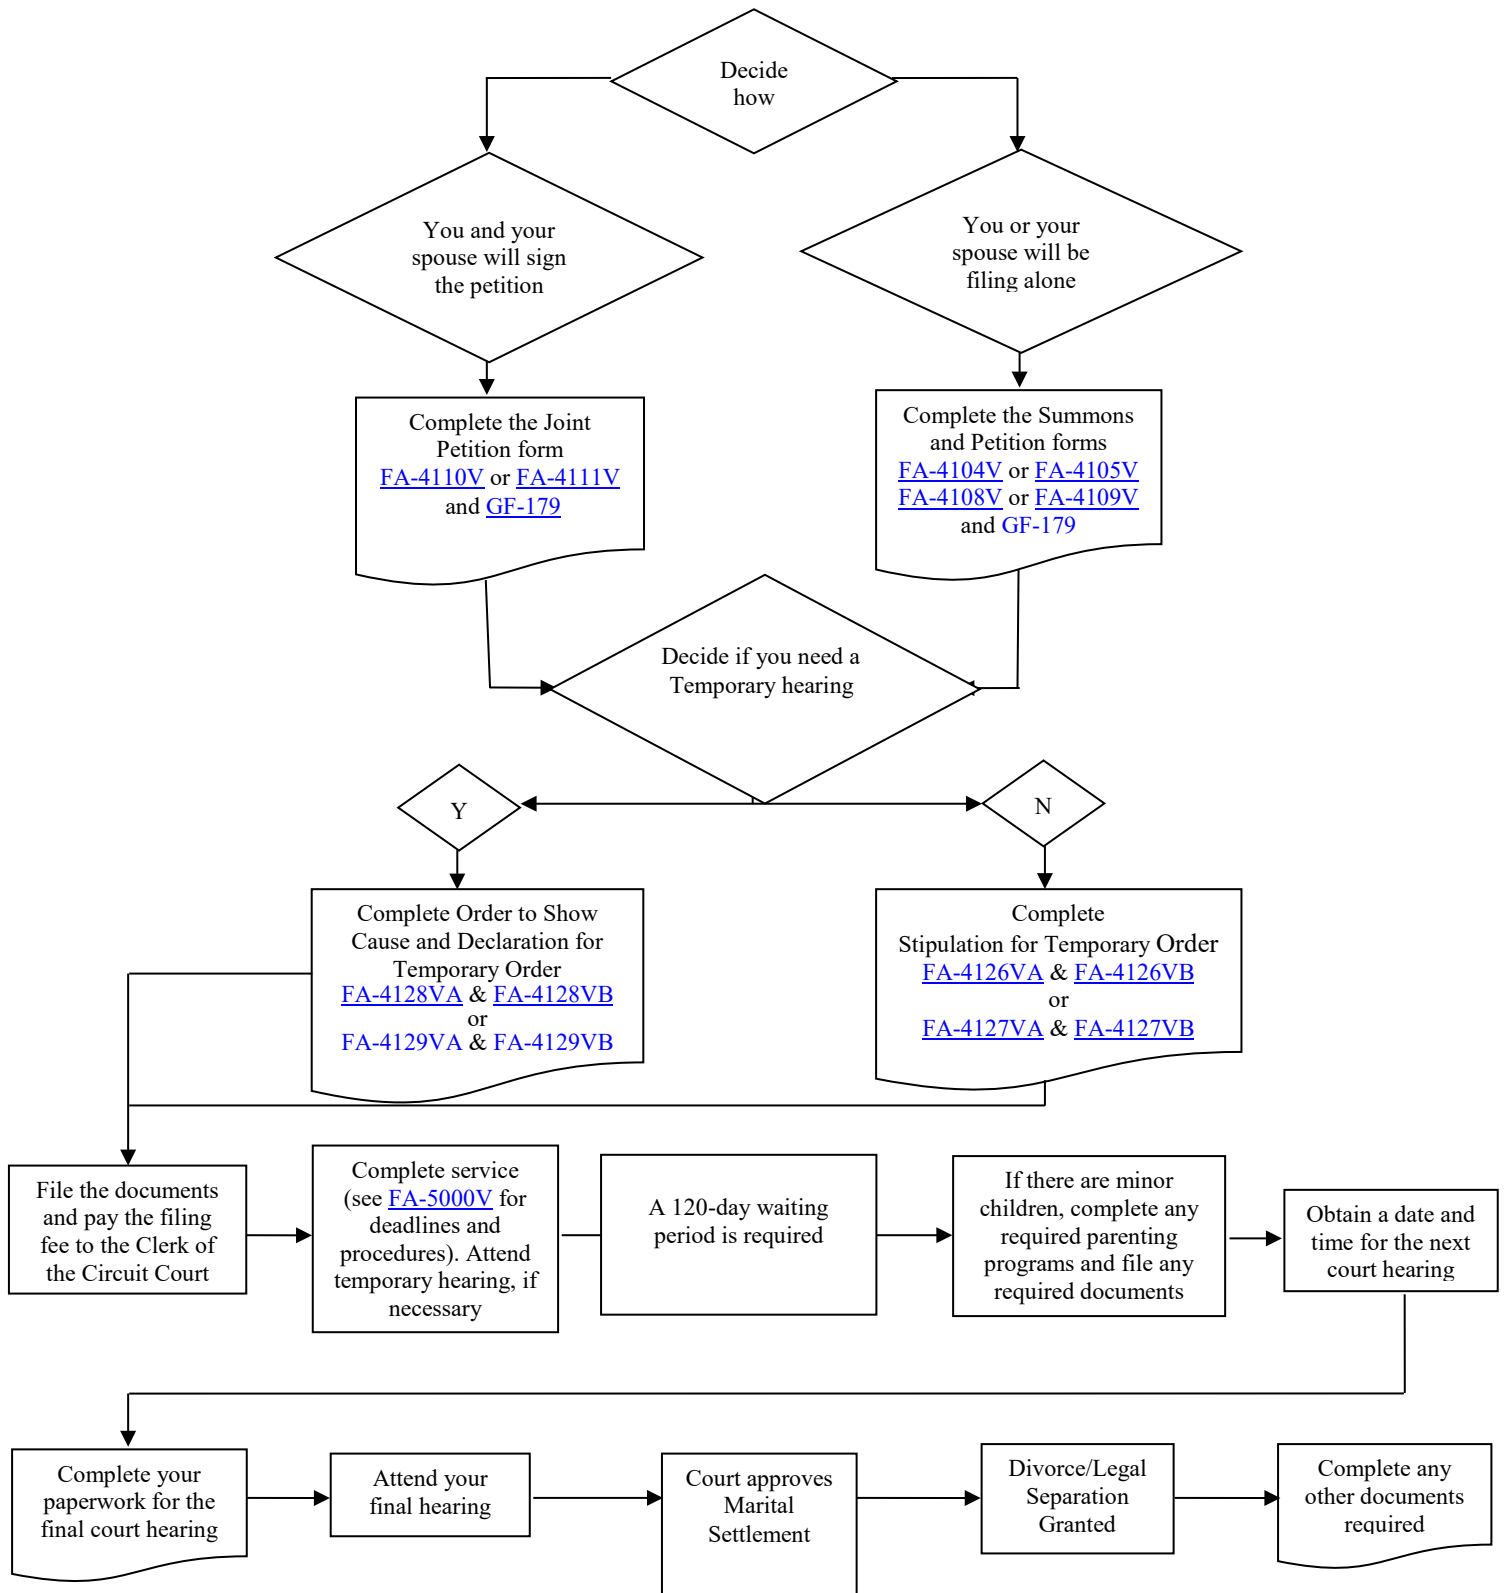 Decide
how
You and your
spouse will sign
the petition
You or your
spouse will be
filing alone
Complete the Joint
Petition form
FA-4110V or FA-4111V
and GF-179
Complete the Summons
and Petition forms
FA-4104V or FA-4105V
FA-4108V or FA-4109V
and GF-179
Decide if you need a
Temporary hearing
Y
N
Complete Order to Show
Cause and Declaration for
Temporary Order
FA-4128VA & FA-4128VB
or
FA-4129VA & FA-4129VB
Complete
Stipulation for Temporary Order
FA-4126VA & FA-4126VB
or
FA-4127VA & FA-4127VB
File the documents
and pay the filing
fee to the Clerk of
the Circuit Court
Complete service
(see FA-5000V for
deadlines and
procedures). Attend
temporary hearing, if
necessary
A 120-day waiting
period is required
If there are minor
children, complete any
required parenting
programs and file any
required documents
Obtain a date and
time for the next
court hearing
Complete your
paperwork for the
final court hearing
Attend your
final hearing
Court approves
Marital
Settlement
Divorce/Legal
Separation
Granted
Complete any
other documents
required